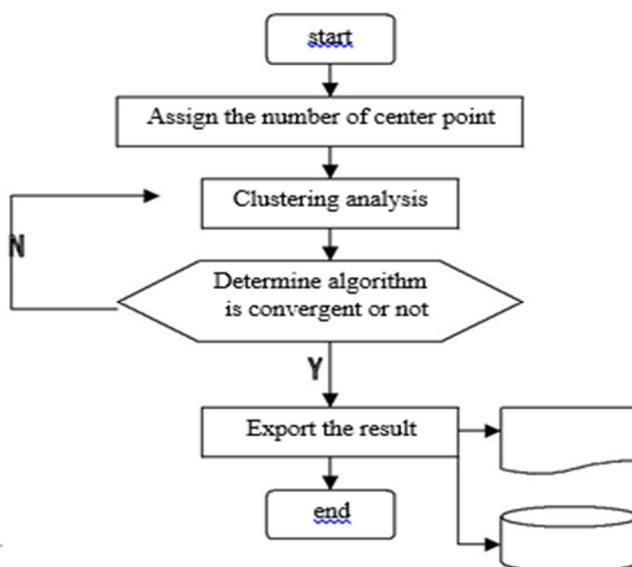 start
Assign the number of center point
Clustering analysis
N
Determine algorithm
is convergent or not
Y
Export the result
end